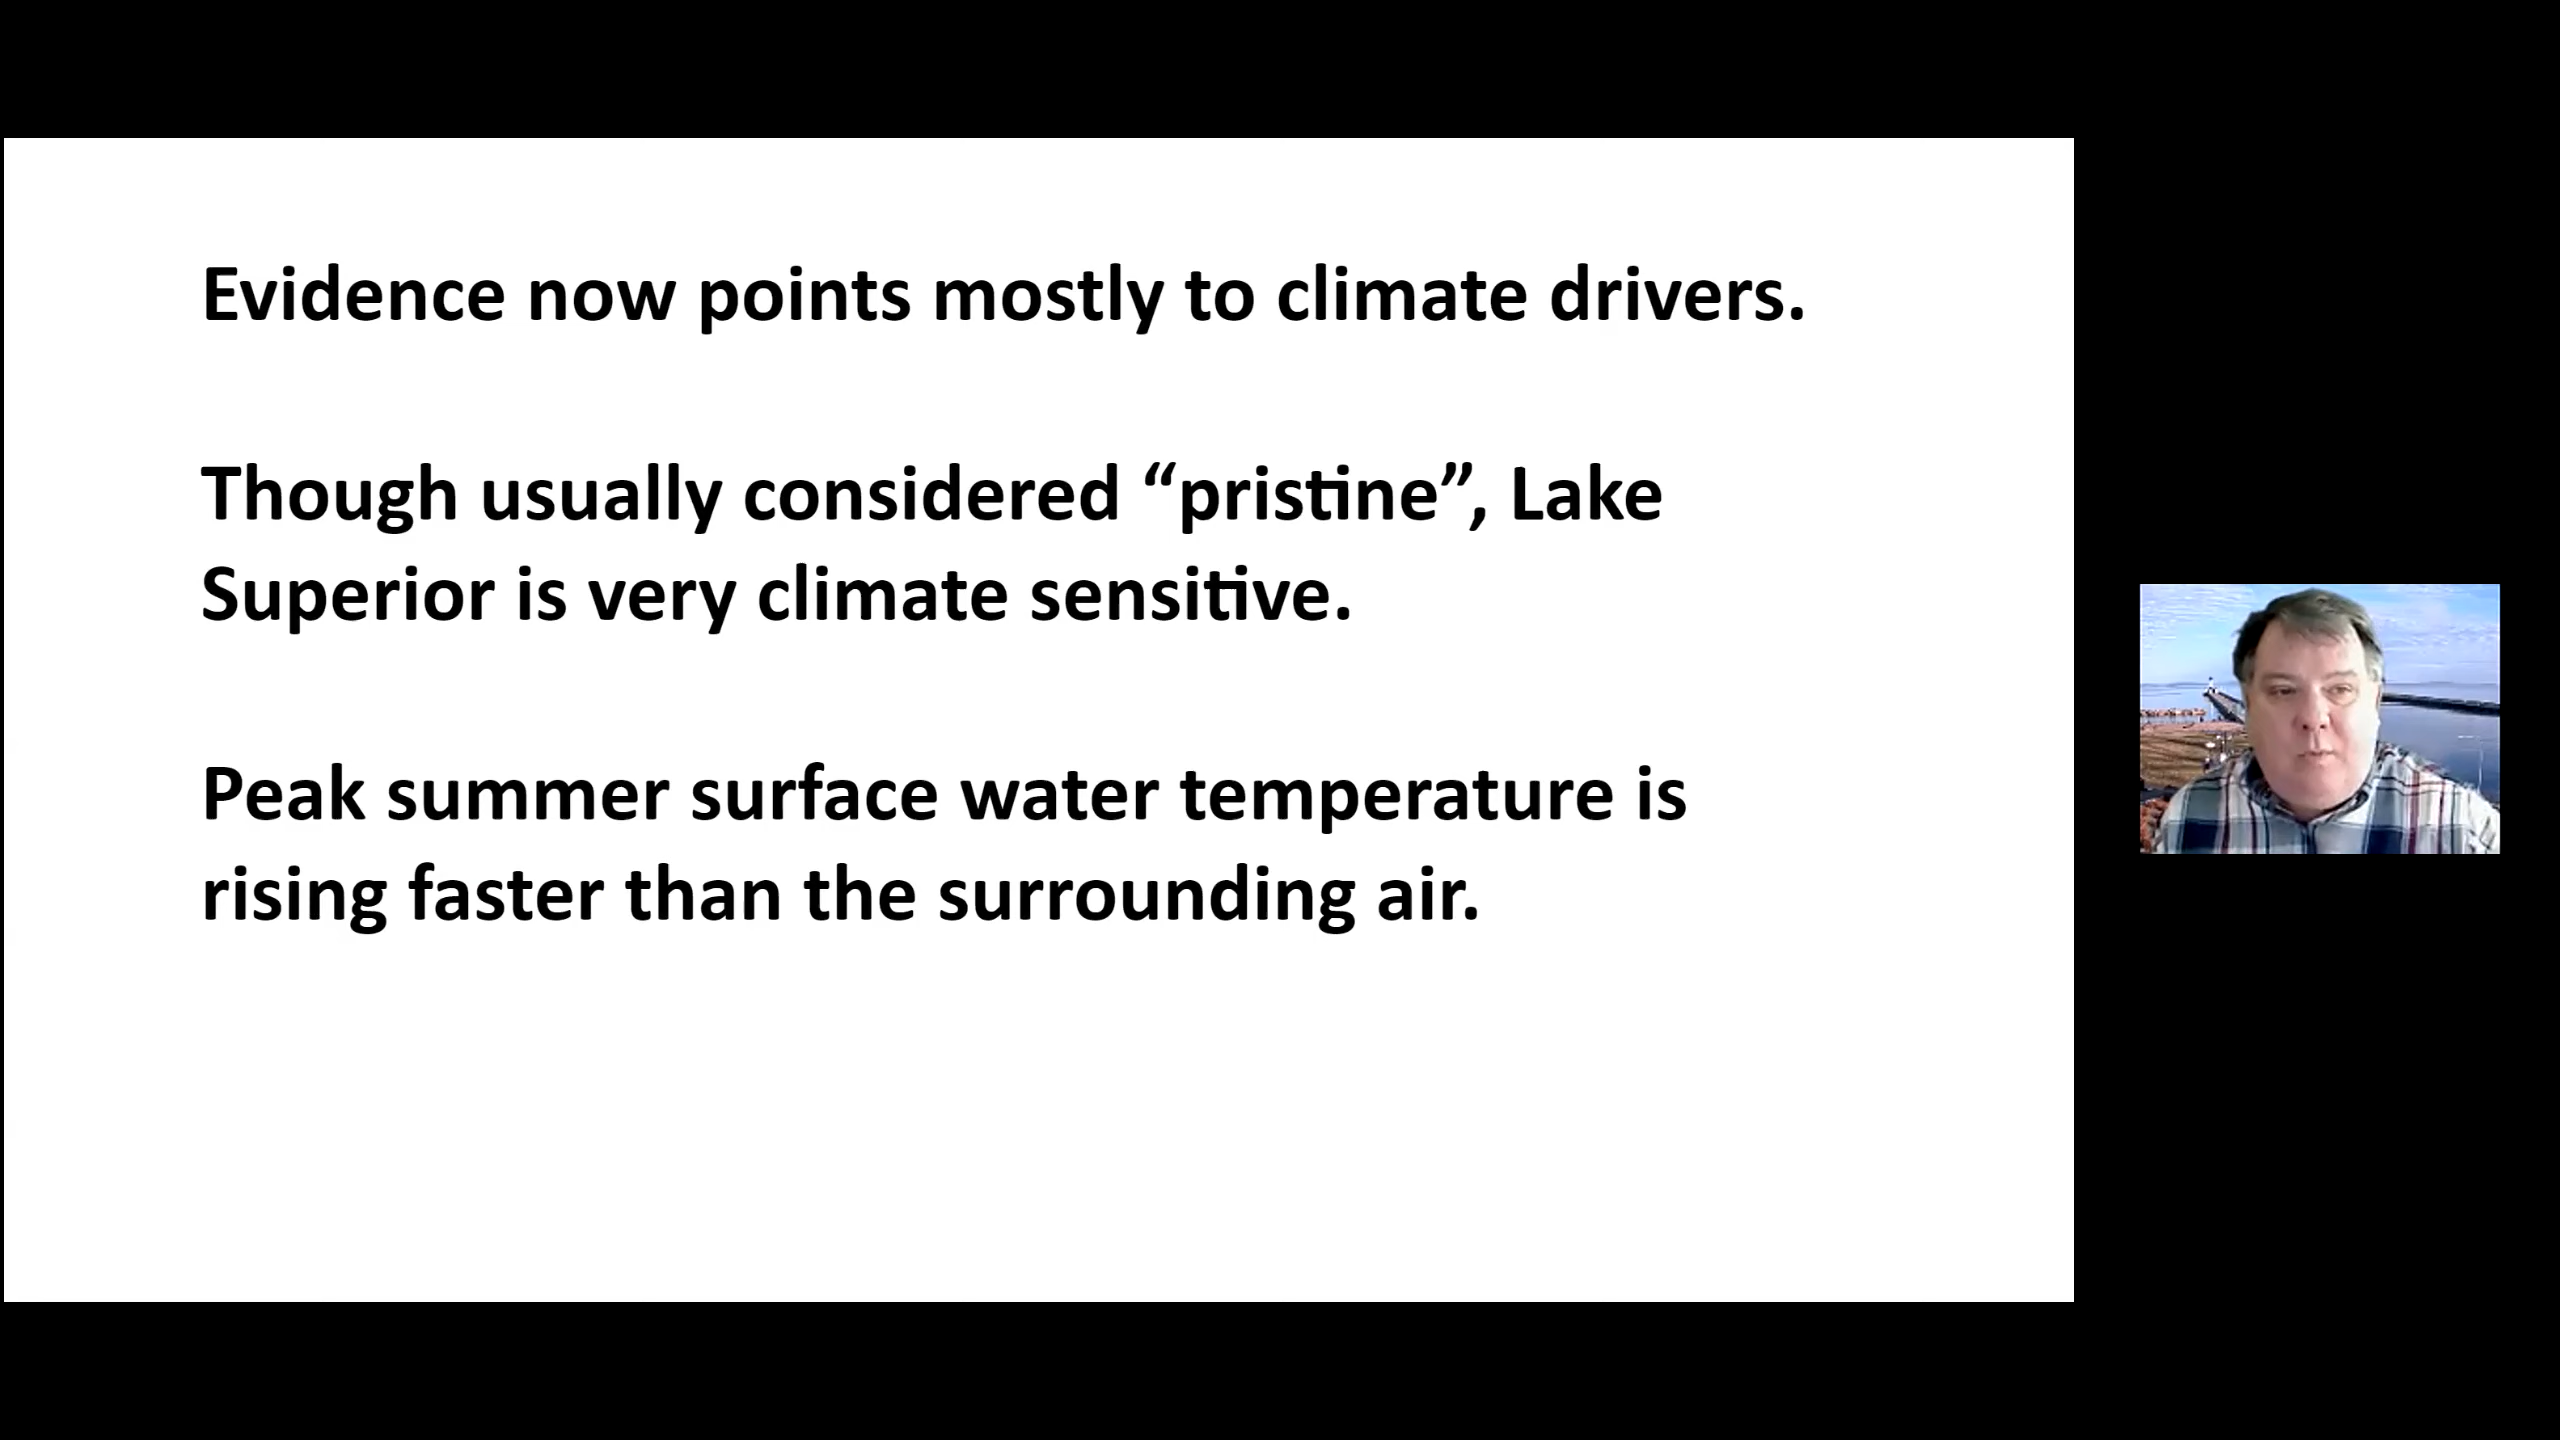 Evidence now points mostly to climate drivers.
Though usually considered “pristine”, Lake
Superior is very climate sensitive.
Peak summer surface water temperature is
rising faster than the surrounding air.